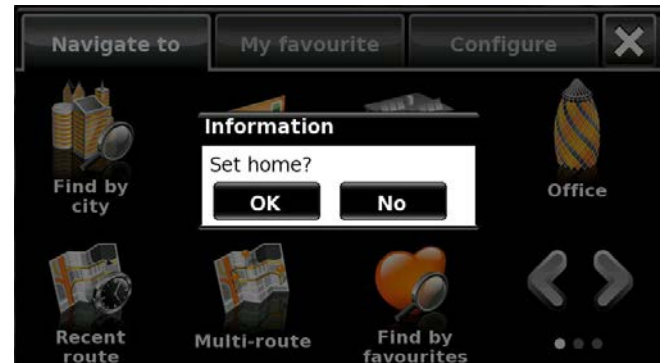 Navigate to
My favourite
Configure
Information
Set home?
OK
No
Find by
city
Office
Recent
route
Multi-route
Find by
favourites